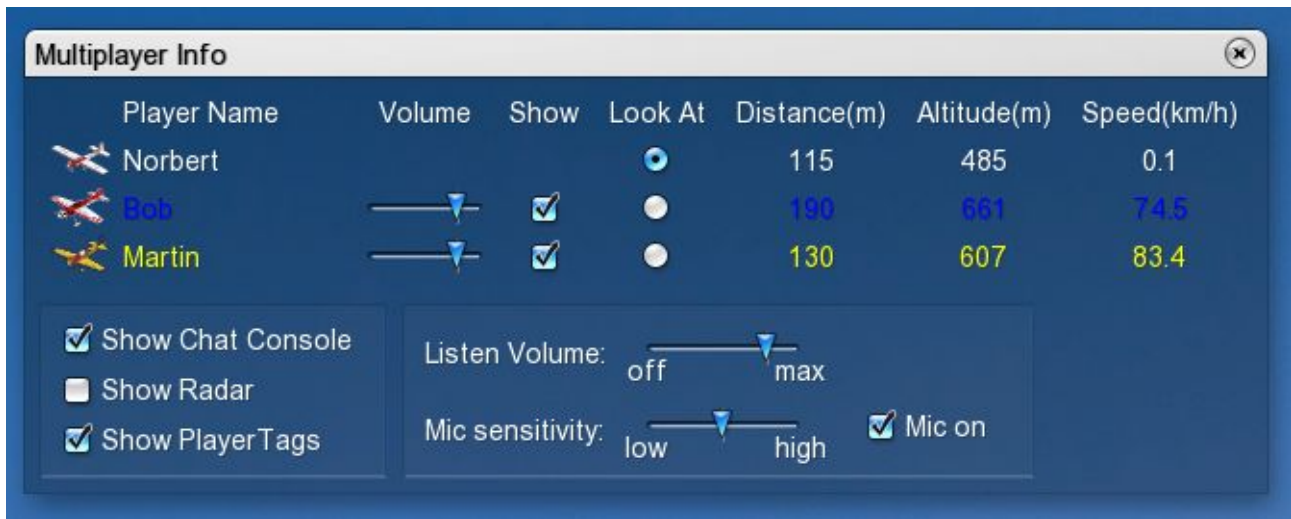 Multiplayer Info
Player Name Volume Show Look At Distance(m) Altitude(m) Speed(km/h)
Norbert 115 485 0.1
Bob 190 661 74.5
Martin 130 607 83.4
Show Chat Console
Show Radar
Show PlayerTags
Listen Volume:
off max
Mic sensitivity:
low high
Mic on